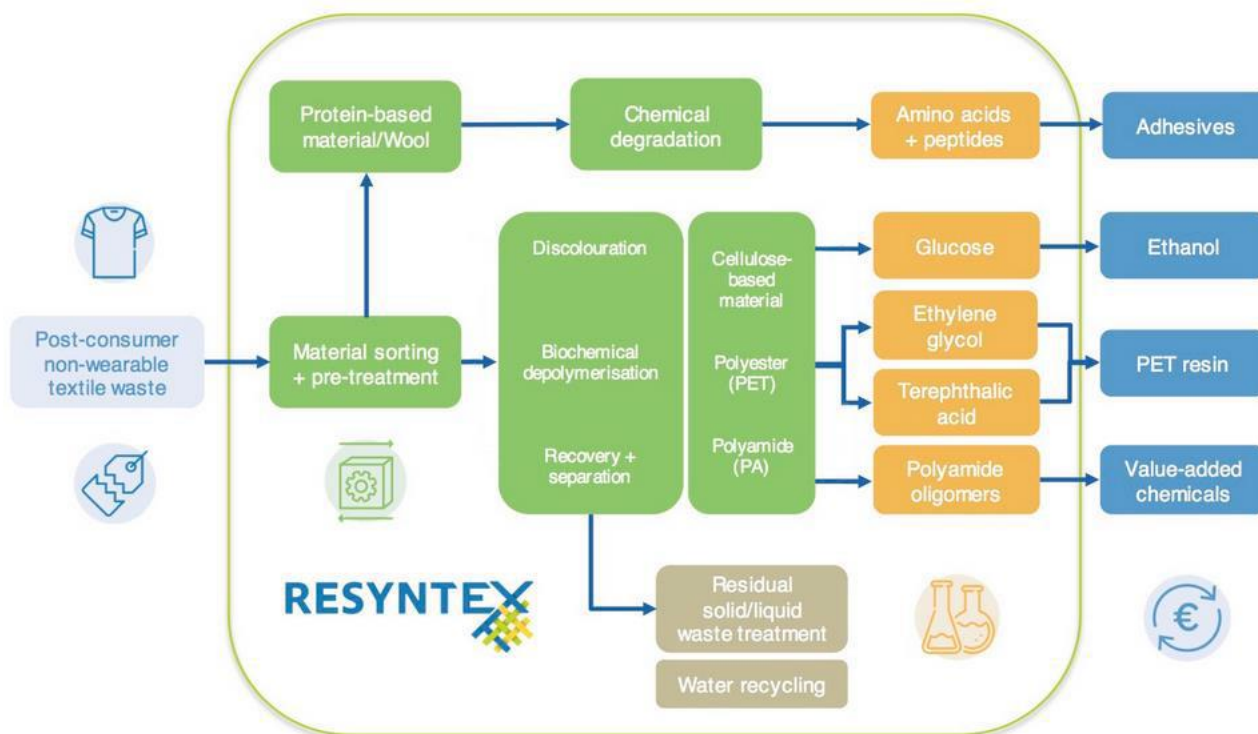 Protein-based
material/Wool
Chemical
degradation
Amino acids
+ peptides
Adhesives
Post-consumer
non-wearable
textile waste
Material sorting
+ pre-treatment
Discolouration
Biochemical
depolymerisation
Recovery +
separation
Cellulose-
based
material
Polyester
(PET)
Polyamide
(PA)
Glucose
Ethanol
Ethylene
glycol
Terephthalic
acid
PET resin
Polyamide
oligomers
Value-added
chemicals
RESYNTEX
Residual
solid/liquid
waste treatment
Water recycling
€